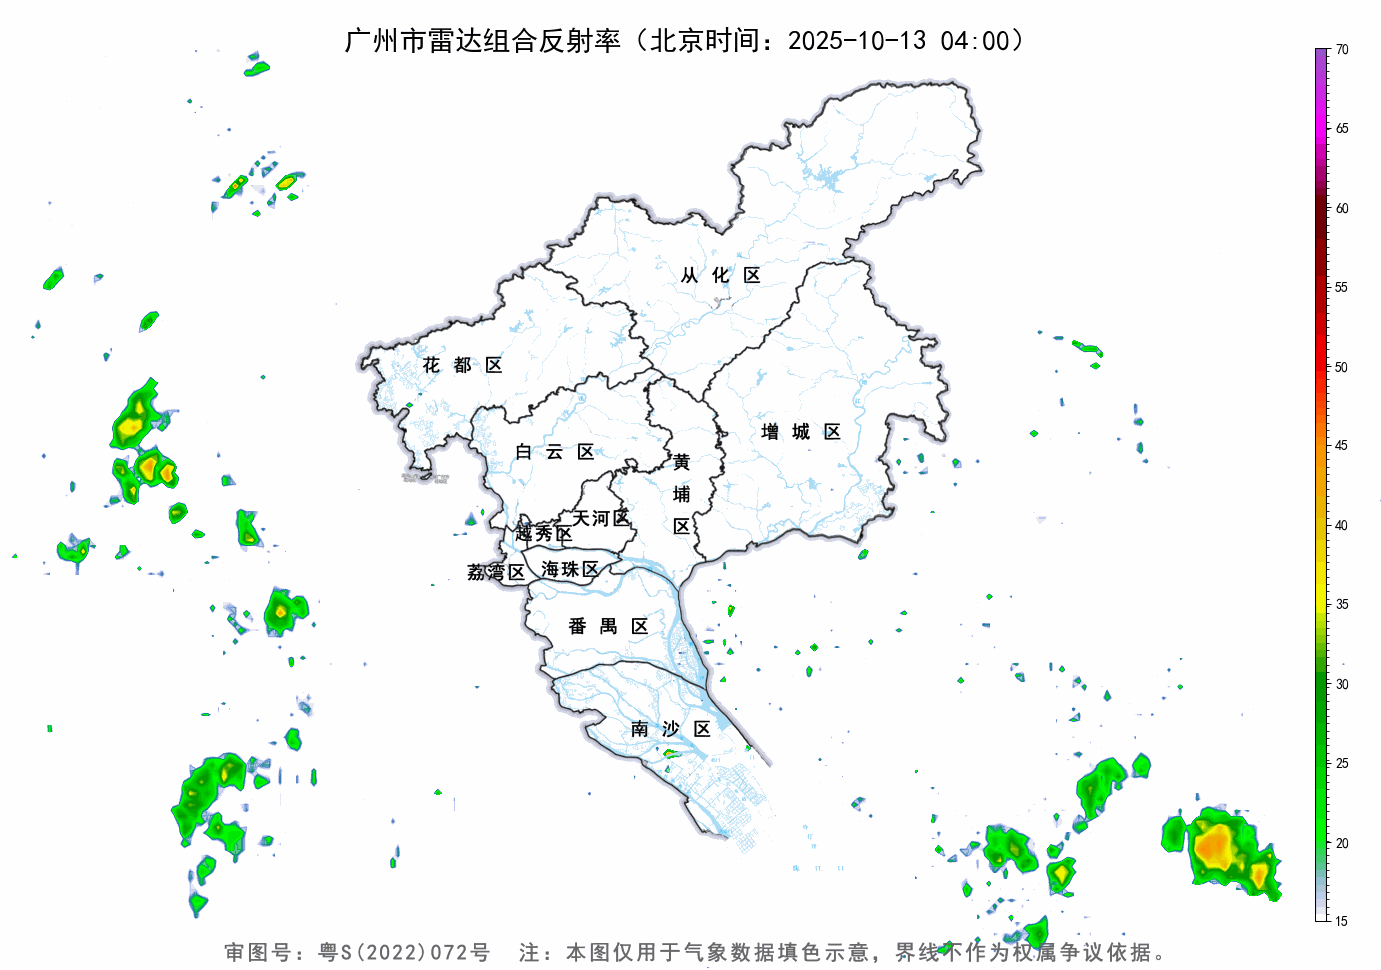 广州市雷达组合反射率（北京时间：2025-10-13 04:00）
70
65
60
55
50
45
40
35
30
25
20
15
从化区
花都区
增城区
白云区
黄埔区
天河区
越秀区
荔湾区
海珠区
番禺区
南沙区
审图号：粤S(2022)072号 注：本图仅用于气象数据填色示意，界线不作为权属争议依据。